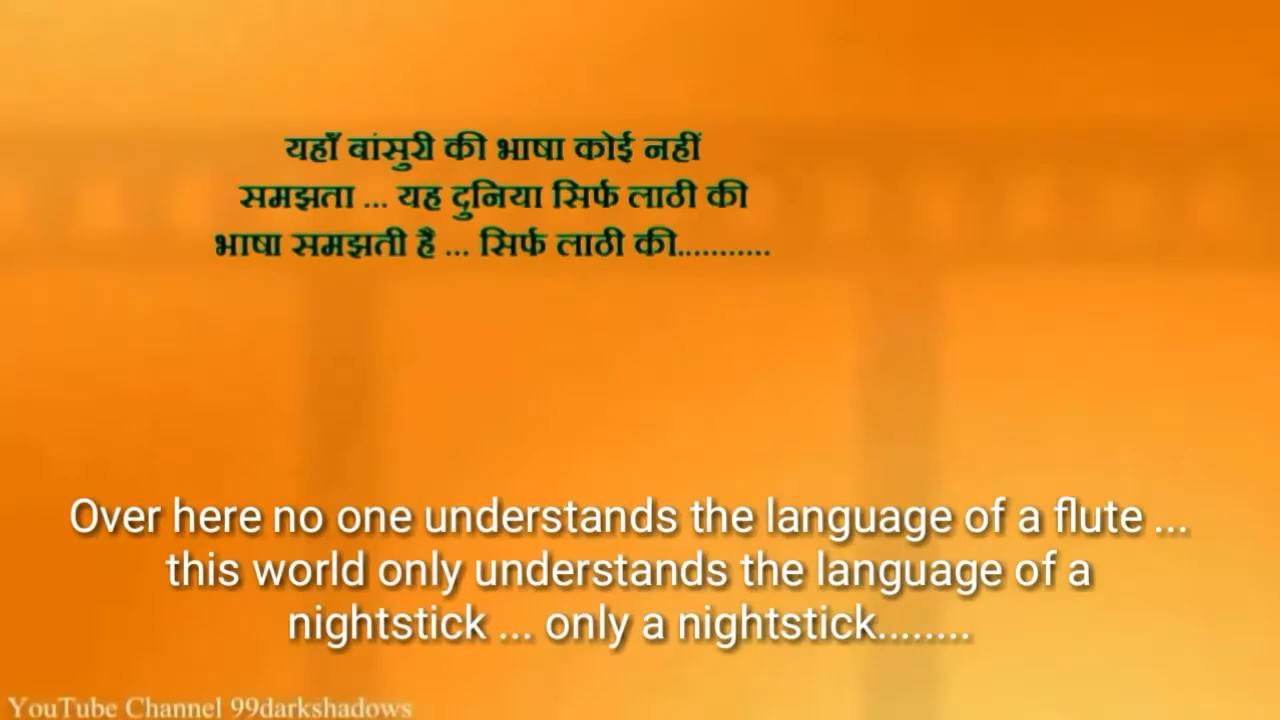 यहाँ बांसुरी की भाषा कोई नहीं
समझता ... यह दुनिया सिर्फ लाठी की
भाषा समझती है ... सिर्फ लाठी की...........
Over here no one understands the language of a flute ...
this world only understands the language of a
nightstick ... only a nightstick........
YouTube Channel 99darkshadows